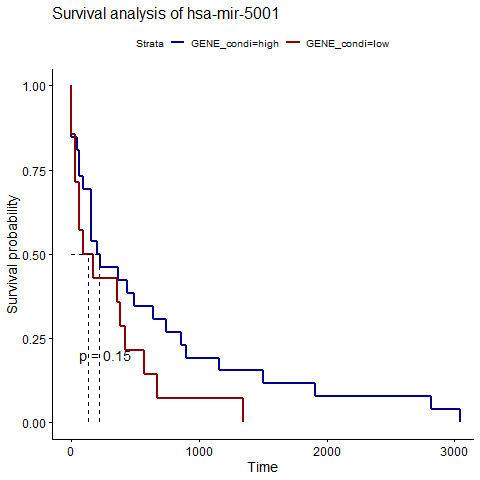 Survival analysis of hsa-mir-5001
Strata GENE_condi=high GENE_condi=low
Survival probability
1.00
0.75
0.50
0.25
0.00
p = 0.15
0 1000 2000 3000
Time